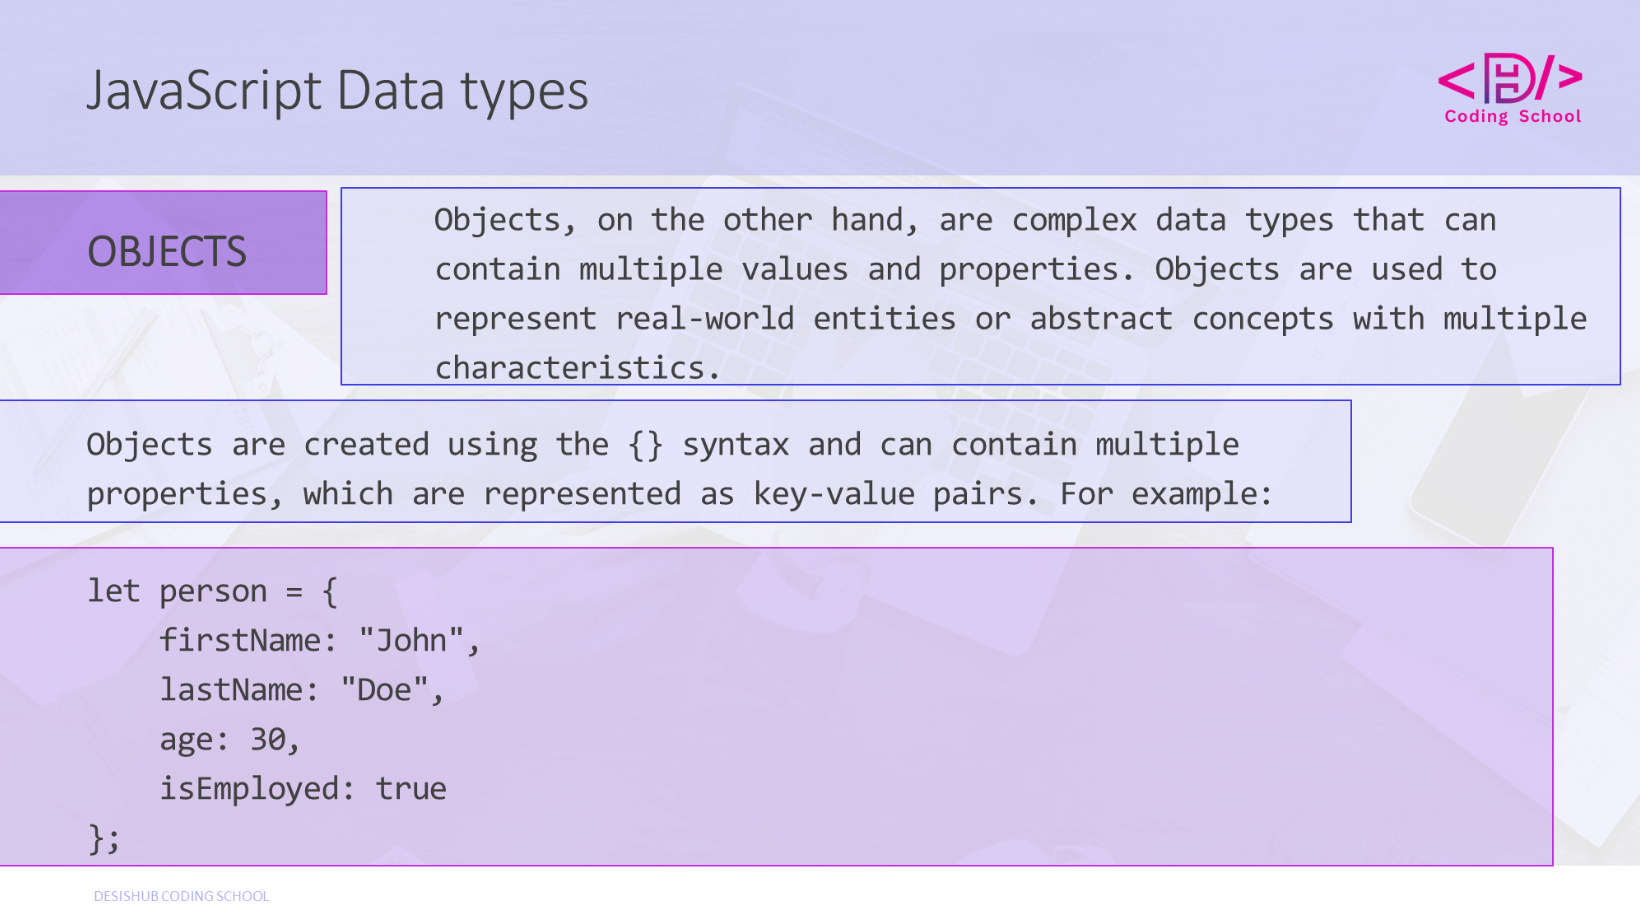 JavaScript Data types
<DH/>
Coding School
OBJECTS
Objects, on the other hand, are complex data types that can
contain multiple values and properties. Objects are used to
represent real-world entities or abstract concepts with multiple
characteristics.
Objects are created using the {} syntax and can contain multiple
properties, which are represented as key-value pairs. For example:
let person = {
    firstName: "John",
    lastName: "Doe",
    age: 30,
    isEmployed: true
};
DESISHUB CODING SCHOOL